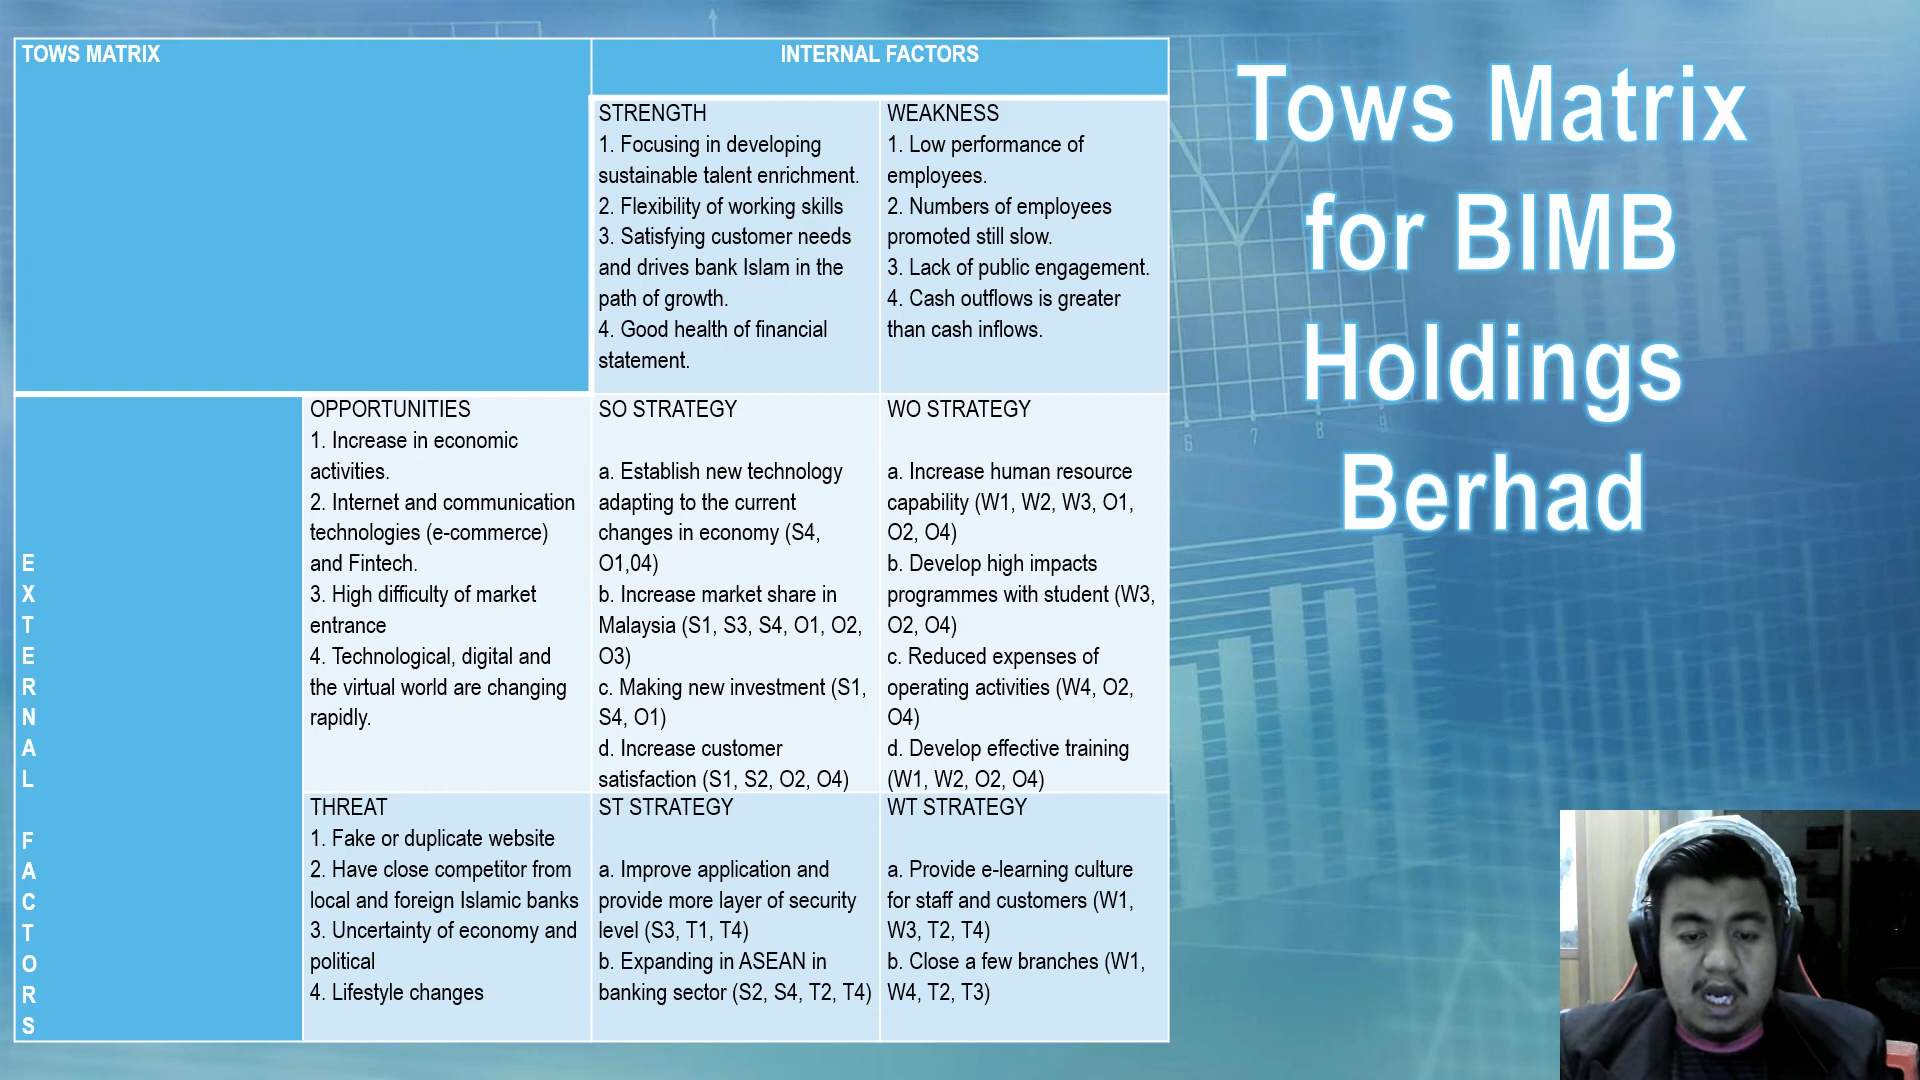 TOWS MATRIX
INTERNAL FACTORS
STRENGTH
1. Focusing in developing
sustainable talent enrichment.
2. Flexibility of working skills
3. Satisfying customer needs
and drives bank Islam in the
path of growth.
4. Good health of financial
statement.
WEAKNESS
1. Low performance of
employees.
2. Numbers of employees
promoted still slow.
3. Lack of public engagement.
4. Cash outflows is greater
than cash inflows.
E
X
T
E
R
N
A
L
F
A
C
T
O
R
S
OPPORTUNITIES
1. Increase in economic
activities.
2. Internet and communication
technologies (e-commerce)
and Fintech.
3. High difficulty of market
entrance
4. Technological, digital and
the virtual world are changing
rapidly.
SO STRATEGY
a. Establish new technology
adapting to the current
changes in economy (S4,
O1,04)
b. Increase market share in
Malaysia (S1, S3, S4, O1, O2,
O3)
c. Making new investment (S1,
S4, O1)
d. Increase customer
satisfaction (S1, S2, O2, O4)
WO STRATEGY
a. Increase human resource
capability (W1, W2, W3, O1,
O2, O4)
b. Develop high impacts
programmes with student (W3,
O2, O4)
c. Reduced expenses of
operating activities (W4, O2,
O4)
d. Develop effective training
(W1, W2, O2, O4)
THREAT
1. Fake or duplicate website
2. Have close competitor from
local and foreign Islamic banks
3. Uncertainty of economy and
political
4. Lifestyle changes
ST STRATEGY
a. Improve application and
provide more layer of security
level (S3, T1, T4)
b. Expanding in ASEAN in
banking sector (S2, S4, T2, T4)
WT STRATEGY
a. Provide e-learning culture
for staff and customers (W1,
W3, T2, T4)
b. Close a few branches (W1,
W4, T2, T3)
Tows Matrix
for BIMB
Holdings
Berhad
6 7 8 9